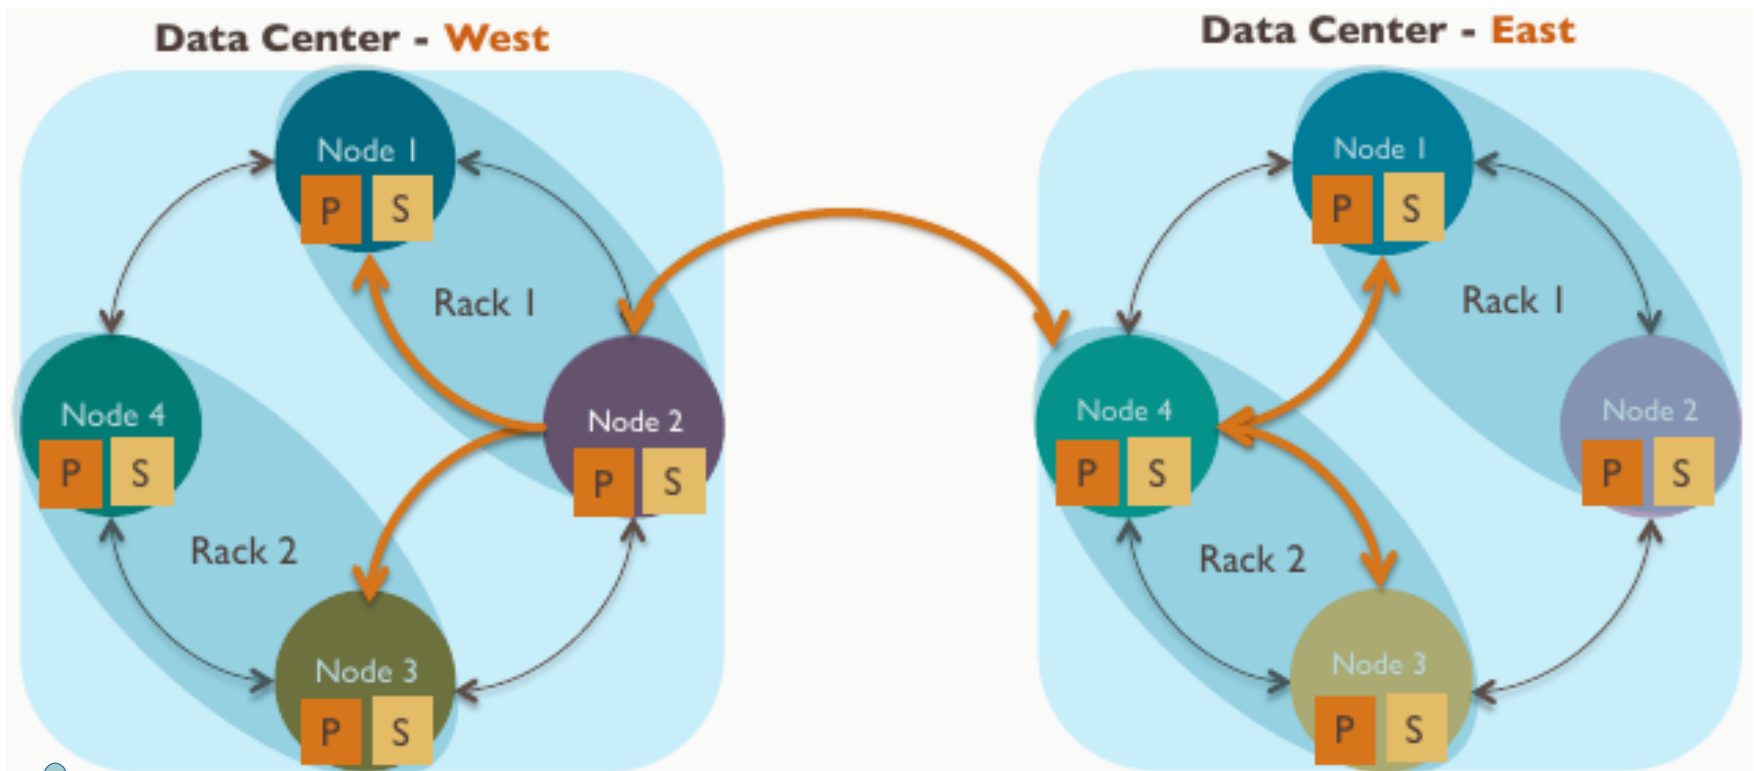 Data Center - West
Data Center - East
Node 1
P S
Rack 1
Node 4
P S
Node 2
P S
Rack 2
Node 3
P S
Node 1
P S
Rack 1
Node 4
P S
Node 2
P S
Rack 2
Node 3
P S